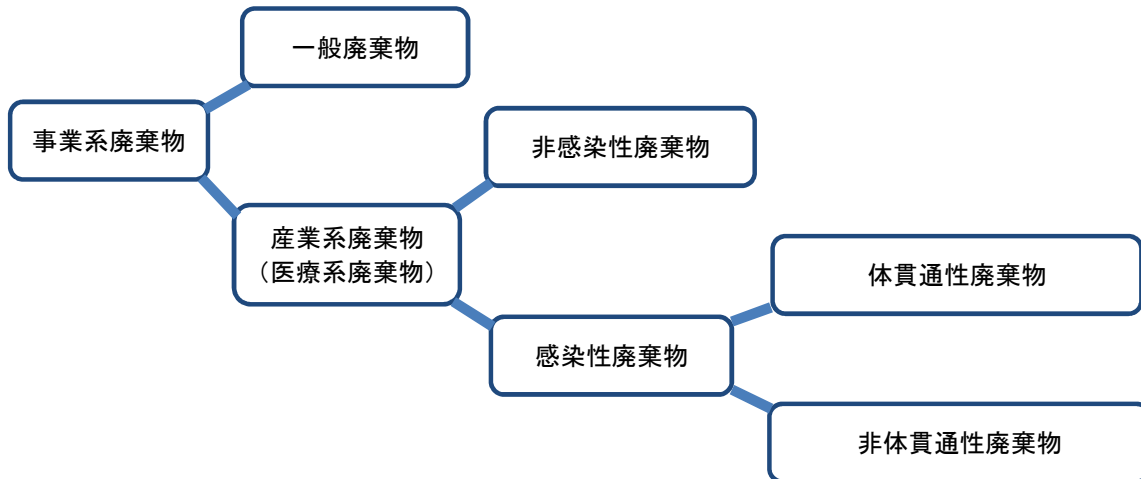 一般廃棄物
事業系廃棄物
非感染性廃棄物
産業系廃棄物
（医療系廃棄物）
体貫通性廃棄物
感染性廃棄物
非体貫通性廃棄物